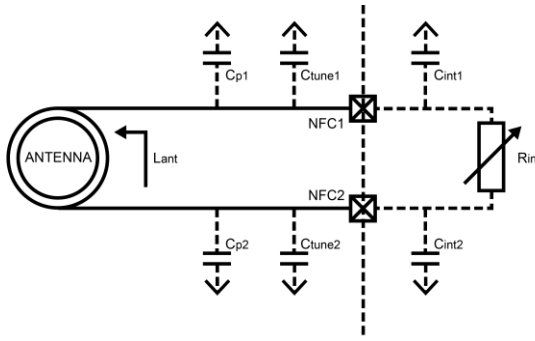 Cp1
Ctune1
Cint1
NFC1
ANTENNA
Lant
Rin
NFC2
Cp2
Ctune2
Cint2